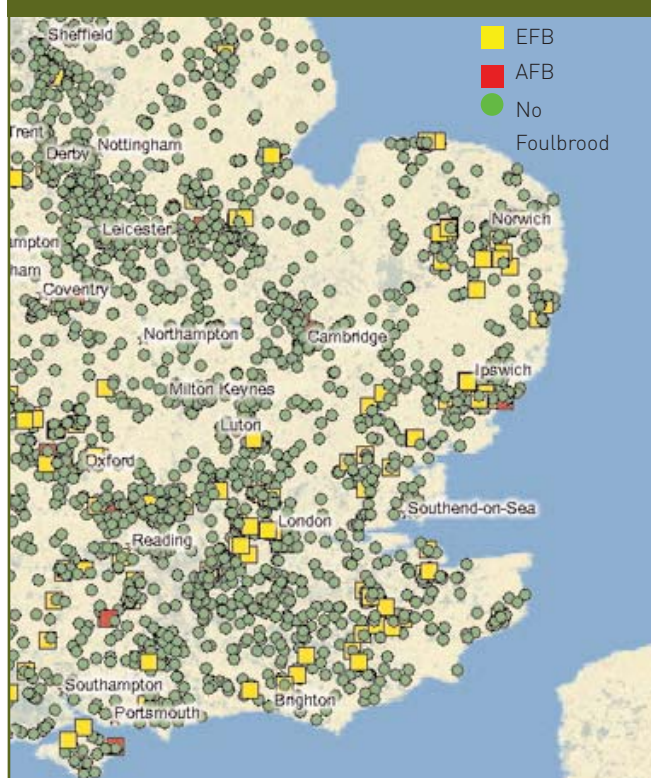 EFB
AFB
No
Foulbrood
Sheffield
Trent
Derby
Nottingham
Leicester
Norwich
ampton
ham
Coventry
Northampton
Cambridge
Ipswich
Milton Keynes
Luton
Oxford
Southend-on-Sea
London
Reading
Southampton
Portsmouth
Brighton